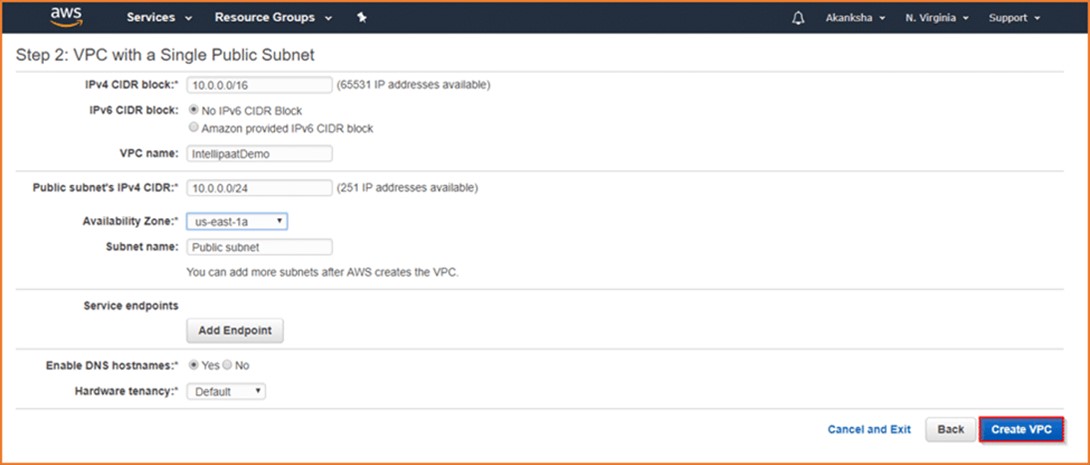 aws Services Resource Groups Akanksha N. Virginia Support
Step 2: VPC with a Single Public Subnet
IPv4 CIDR block:* 10.0.0.0/16 (65531 IP addresses available)
IPv6 CIDR block: No IPv6 CIDR Block
Amazon provided IPv6 CIDR block
VPC name: IntellipaatDemo
Public subnet's IPv4 CIDR:* 10.0.0.0/24 (251 IP addresses available)
Availability Zone:* us-east-1a
Subnet name: Public subnet
You can add more subnets after AWS creates the VPC.
Service endpoints
Add Endpoint
Enable DNS hostnames:* Yes No
Hardware tenancy:* Default
Cancel and Exit Back Create VPC